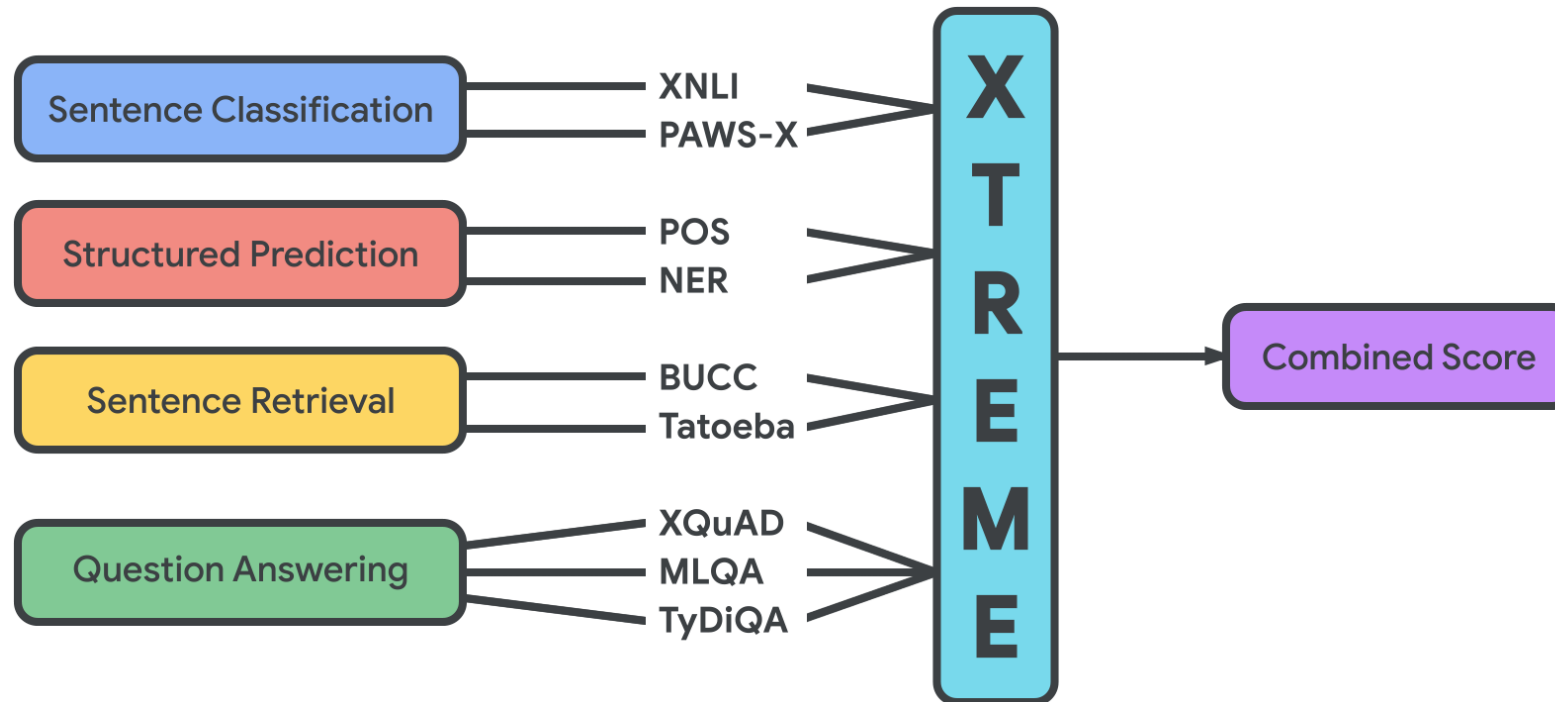 Sentence Classification
XNLI
PAWS-X
Structured Prediction
POS
NER
Sentence Retrieval
BUCC
Tatoeba
Question Answering
XQuAD
MLQA
TyDiQA
X
T
R
E
M
E
Combined Score